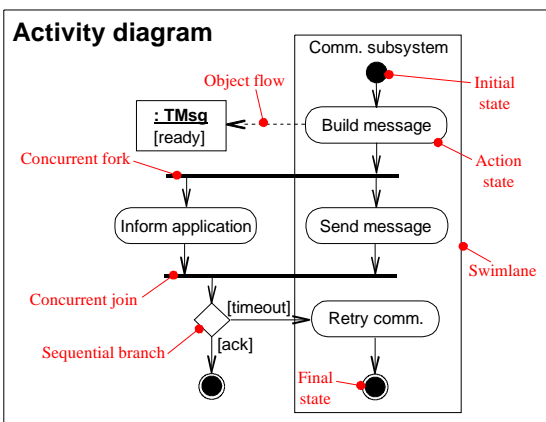 Activity diagram
Comm. subsystem
Object flow
Initial
state
: TMsg
[ready]
Build message
Concurrent fork
Action
state
Inform application
Send message
Swimlane
Concurrent join
[timeout]
Retry comm.
Sequential branch
[ack]
Final
state